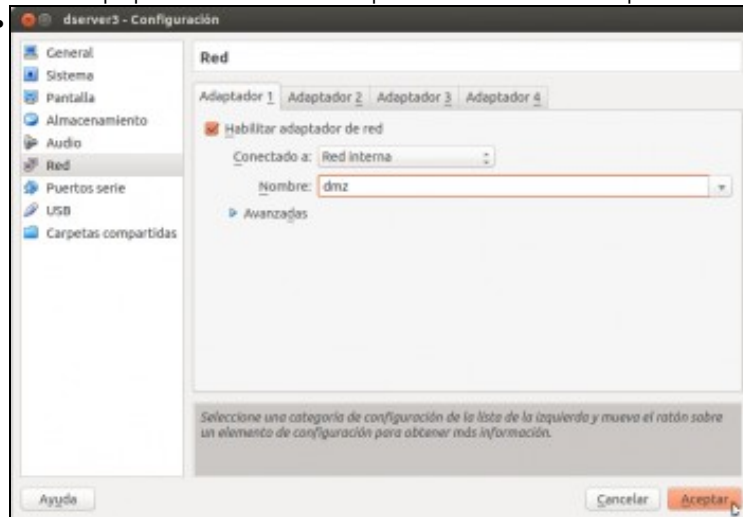 dserver3 - Configuración
General
Sistema
Pantalla
Almacenamiento
Audio
Red
Puertos serie
USB
Carpetas compartidas
Red
Adaptador 1 Adaptador 2 Adaptador 3 Adaptador 4
Habilitar adaptador de red
Conectado a: Red interna
Nombre: dmz
Avanzadas
Seleccione una categoría de configuración de la lista de la izquierda y mueva el ratón sobre
un elemento de configuración para obtener más información.
Ayuda Cancelar Aceptar